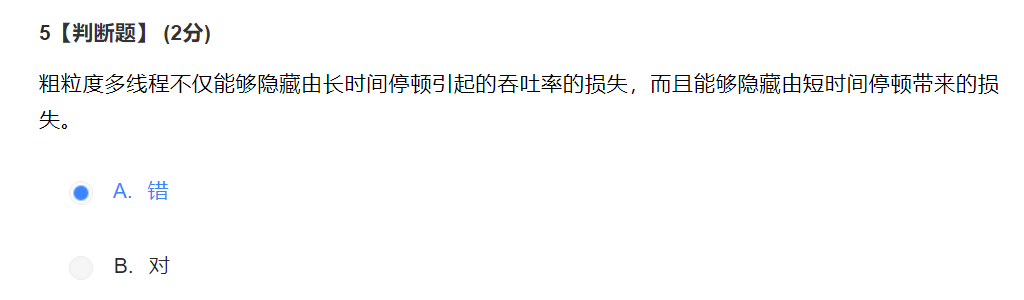 5【判断题】 (2分)
粗粒度多线程不仅能够隐藏由长时间停顿引起的吞吐率的损失，而且能够隐藏由短时间停顿带来的损
失。
A. 错
B. 对